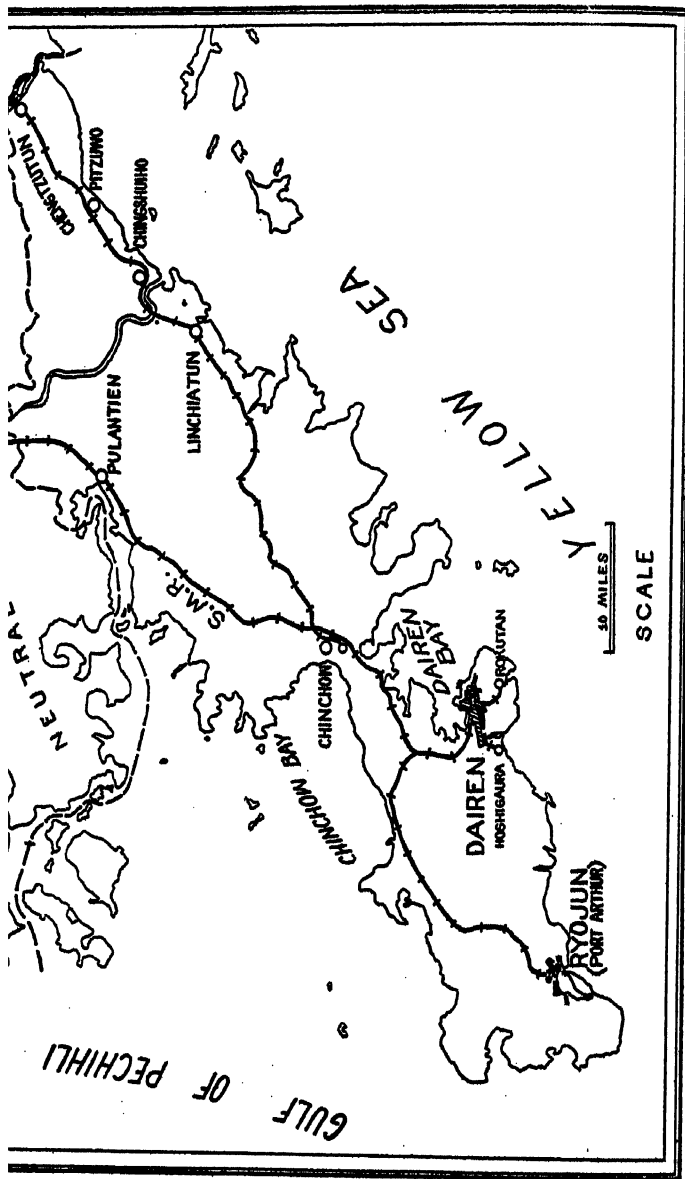 CHENGTZUTUN
PITZUWO
CHINGSHUIHO
PULANTIEN
LINCHIATUN
YELLOW SEA
NEUTRAL
S.M.R.
CHINCHOW
DAIREN
BAY
CHINCHOW BAY
ROKUTAN
DAIREN
HOSHIGAURA
RYOJUN
(PORT ARTHUR)
GULF OF PECHIHLI
10 MILES
SCALE